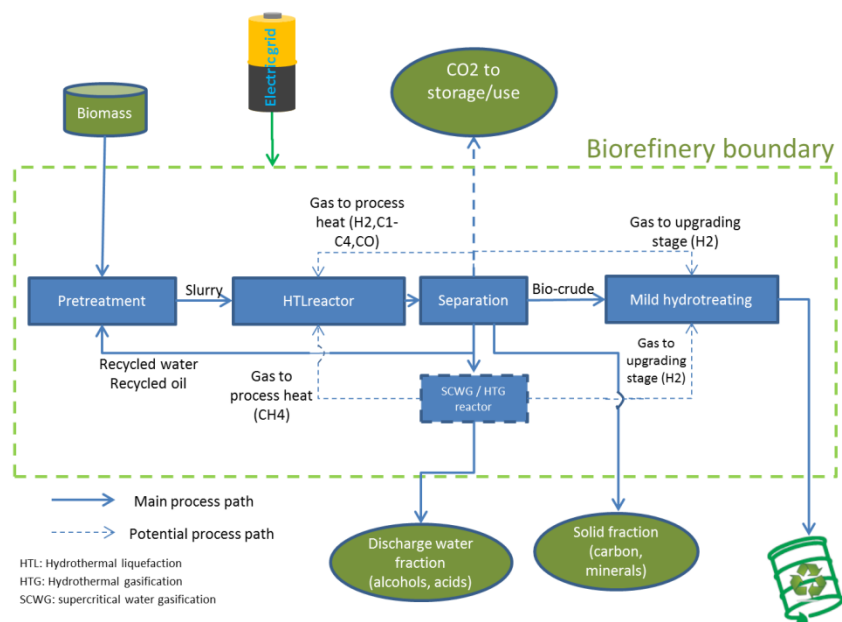 Electric grid
CO2 to
storage/use
Biomass
Biorefinery boundary
Gas to process
heat (H2,C1-
C4,CO)
Gas to upgrading
stage (H2)
Pretreatment
Slurry
HTLreactor
Separation
Bio-crude
Mild hydrotreating
Recycled water
Recycled oil
Gas to
process heat
(CH4)
SCWG / HTG
reactor
Gas to
upgrading
stage (H2)
Main process path
Potential process path
HTL: Hydrothermal liquefaction
HTG: Hydrothermal gasification
SCWG: supercritical water gasification
Discharge water
fraction
(alcohols, acids)
Solid fraction
(carbon,
minerals)